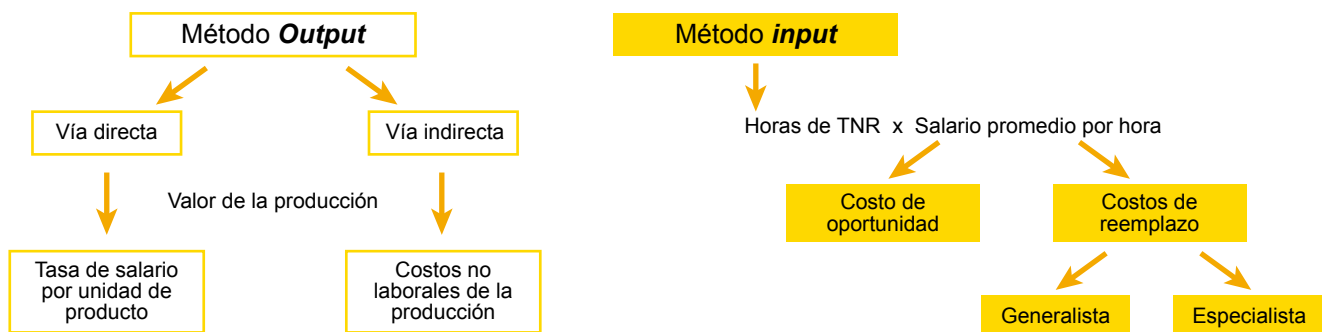 Método Output
Vía directa
Vía indirecta
Valor de la producción
Tasa de salario
por unidad de
producto
Costos no
laborales de la
producción
Método input
Horas de TNR x Salario promedio por hora
Costo de
oportunidad
Costos de
reemplazo
Generalista
Especialista